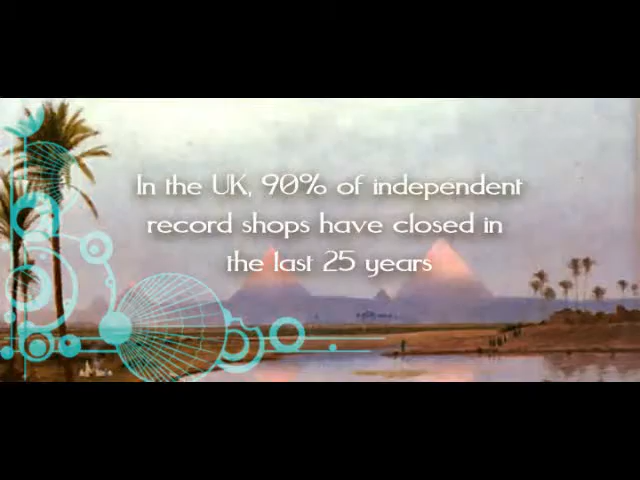 In the UK, 90% of independent
record shops have closed in
the last 25 years